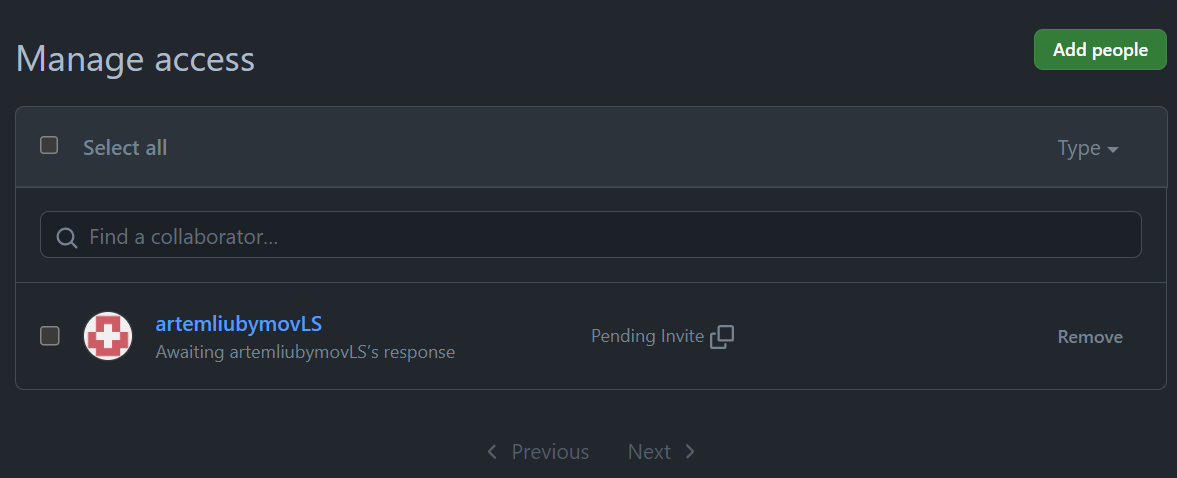 Manage access
Add people
Select all
Type
Find a collaborator...
artemliubymovLS
Awaiting artemliubymovLS’s response
Pending Invite
Remove
Previous
Next